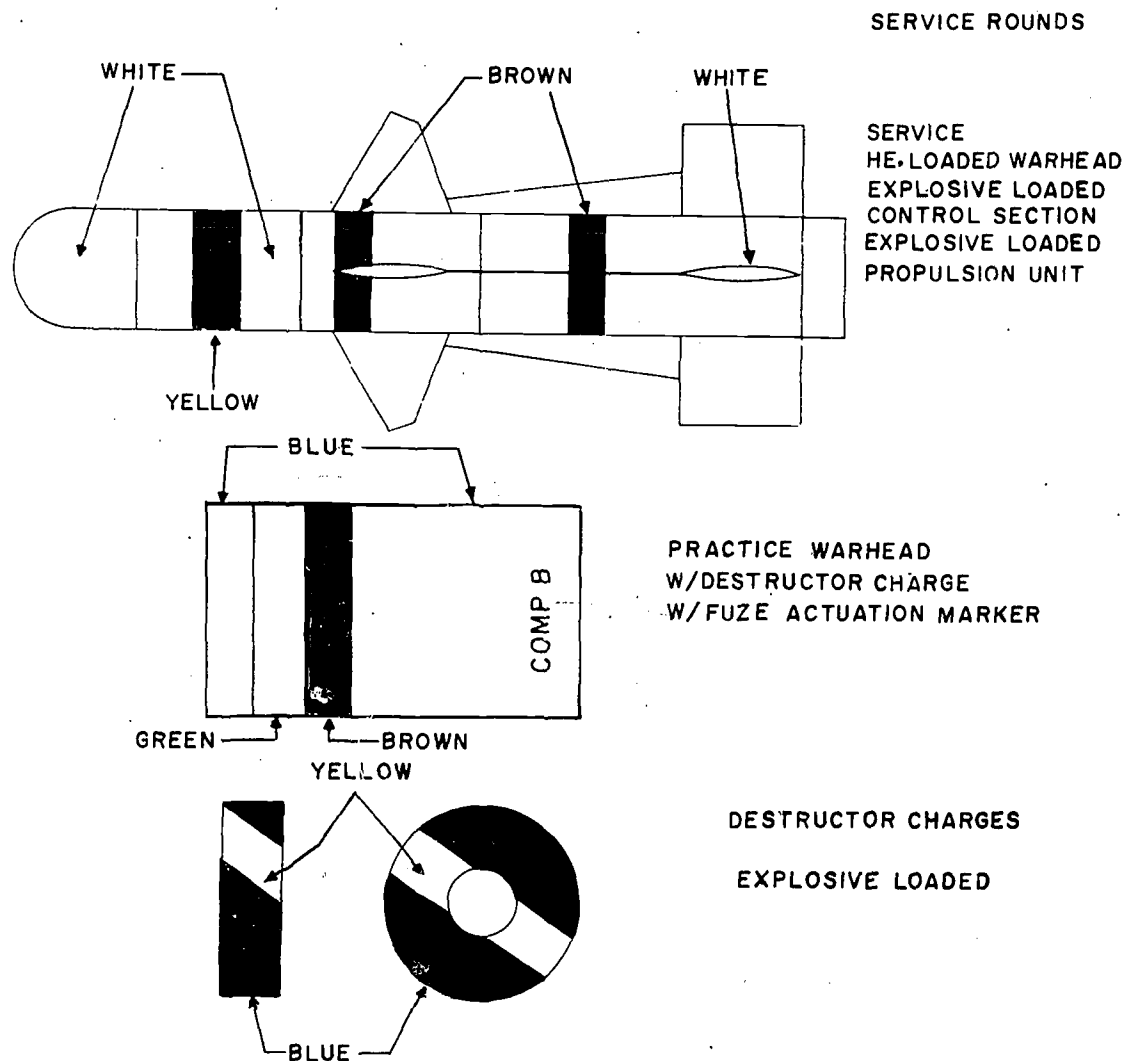 SERVICE ROUNDS
WHITE
BROWN
WHITE
SERVICE
HE. LOADED WARHEAD
EXPLOSIVE LOADED
CONTROL SECTION
EXPLOSIVE LOADED
PROPULSION UNIT
YELLOW
BLUE
PRACTICE WARHEAD
W/DESTRUCTOR CHARGE
W/FUZE ACTUATION MARKER
COMP B
GREEN
BROWN
YELLOW
DESTRUCTOR CHARGES
EXPLOSIVE LOADED
BLUE